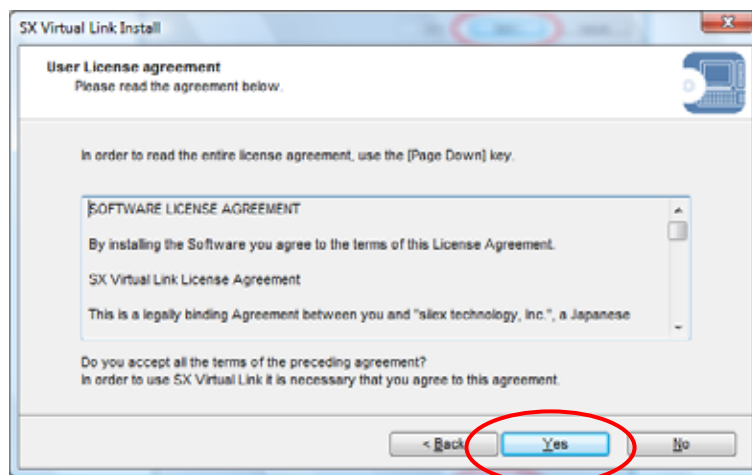 SX Virtual Link Install
User License agreement
Please read the agreement below.
In order to read the entire license agreement, use the [Page Down] key.
SOFTWARE LICENSE AGREEMENT
By installing the Software you agree to the terms of this License Agreement.
SX Virtual Link License Agreement
This is a legally binding Agreement between you and "silex technology, Inc.", a Japanese
Do you accept all the terms of the preceding agreement?
In order to use SX Virtual Link it is necessary that you agree to this agreement.
< Back
Yes
No